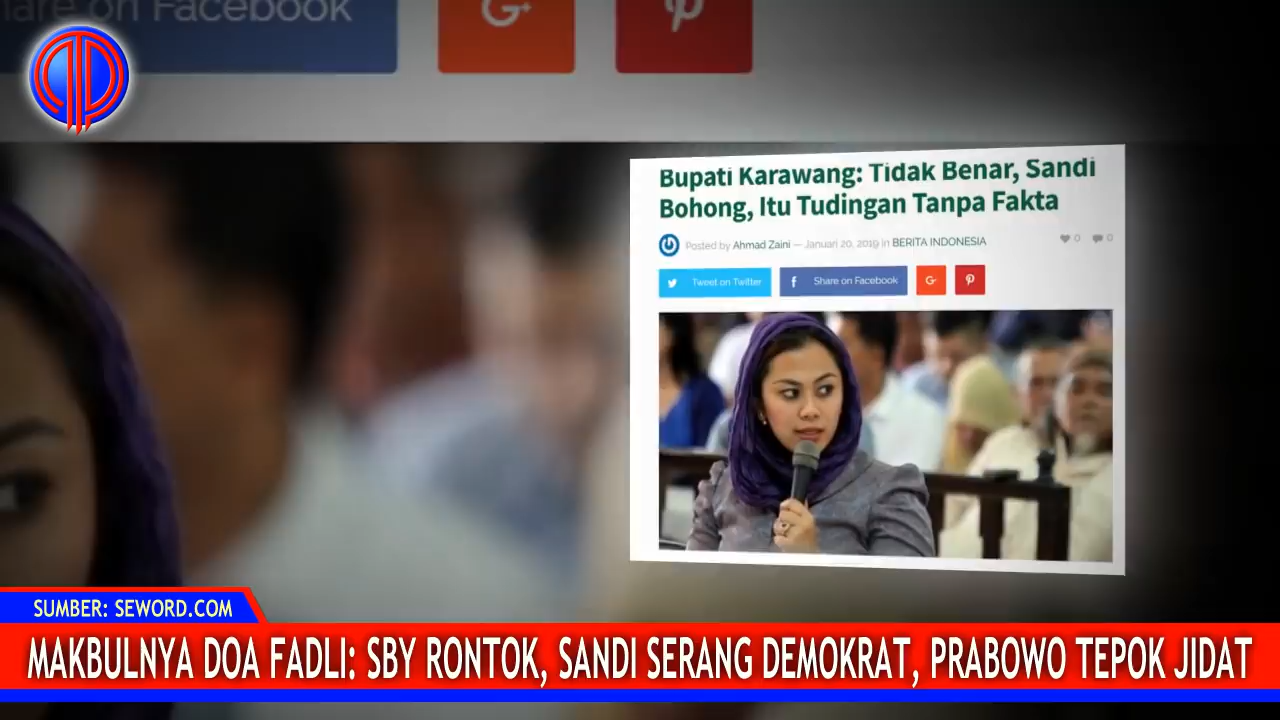 are on Facebook
G+
Bupati Karawang: Tidak Benar, Sandi
Bohong, Itu Tudingan Tanpa Fakta
Posted by Ahmad Zaini — Januari 20, 2019 in BERITA INDONESIA
0 0
Tweet on Twitter
f Share on Facebook
G+
SUMBER: SEWORD.COM
MAKBULNYA DOA FADLI: SBY RONTOK, SANDI SERANG DEMOKRAT, PRABOWO TEPOK JIDAT